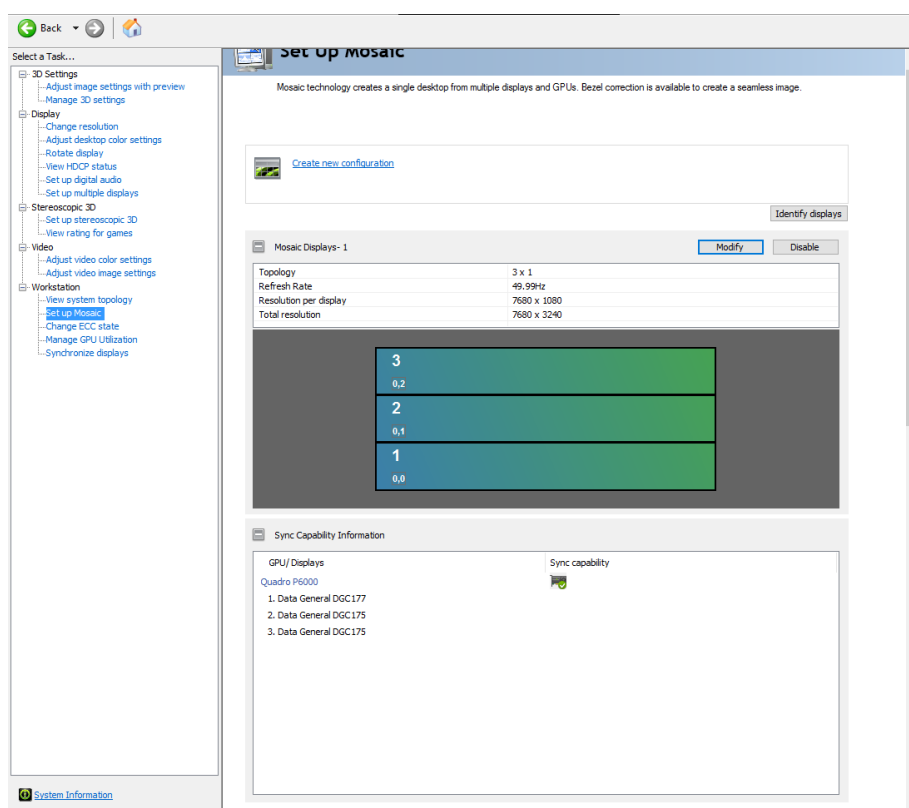 Back
Select a Task...
3D Settings
Adjust image settings with preview
Manage 3D settings
Display
Change resolution
Adjust desktop color settings
Rotate display
View HDCP status
Set up digital audio
Set up multiple displays
Stereoscopic 3D
Set up stereoscopic 3D
View rating for games
Video
Adjust video color settings
Adjust video image settings
Workstation
View system topology
Set up Mosaic
Change ECC state
Manage GPU Utilization
Synchronize displays
System Information
Set Up Mosaic
Mosaic technology creates a single desktop from multiple displays and GPUs. Bezel correction is available to create a seamless image.
Create new configuration
Identify displays
Mosaic Displays- 1 Modify Disable
Topology 3 x 1
Refresh Rate 49.99Hz
Resolution per display 7680 x 1080
Total resolution 7680 x 3240
3
0,2
2
0,1
1
0,0
Sync Capability Information
GPU/Displays Sync capability
Quadro P6000
1. Data General DGC177
2. Data General DGC175
3. Data General DGC175